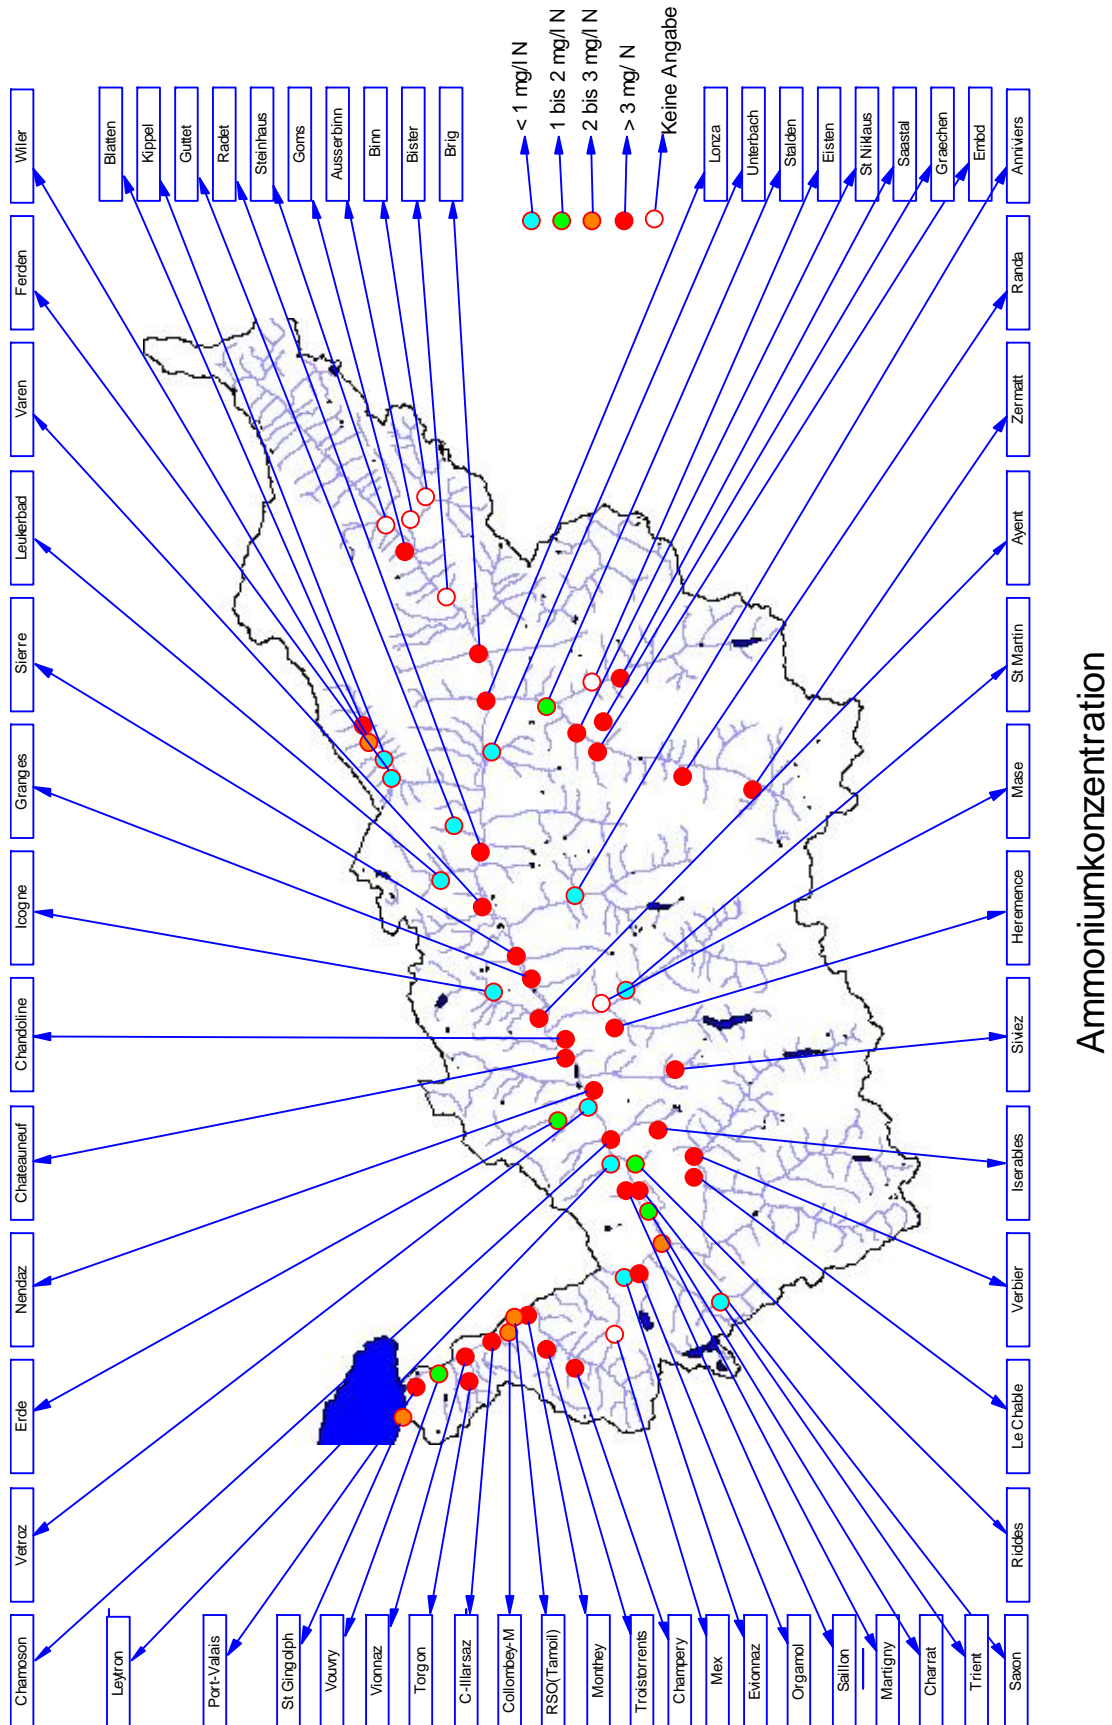 Chamoson
Vetroz
Erde
Nendaz
Chateauneuf
Chandoline
Icogne
Granges
Sierre
Leukerbad
Varen
Ferden
Wiler
Blatten
Kippel
Guttet
Radet
Steinhaus
Goms
Ausserbinn
Binn
Bister
Brig
< 1 mg/l N
1 bis 2 mg/l N
2 bis 3 mg/l N
> 3 mg/ N
Keine Angabe
Lonza
Unterbach
Stalden
Eisten
St Niklaus
Saastal
Graechen
Embd
Anniviers
Randa
Zermatt
Ayent
St Martin
Mase
Heremence
Siviez
Iserables
Verbier
Le Chable
Riddes
Saxon
Trient
Charrat
Martigny
Saillon
Orgamol
Evionnaz
Mex
Champery
Troistorrents
Monthey
RSO(Tamoil)
Collombey-M
C-Illarsaz
Torgon
Vionnaz
Vouvry
St Gingolph
Port-Valais
Leytron
Ammoniumkonzentration